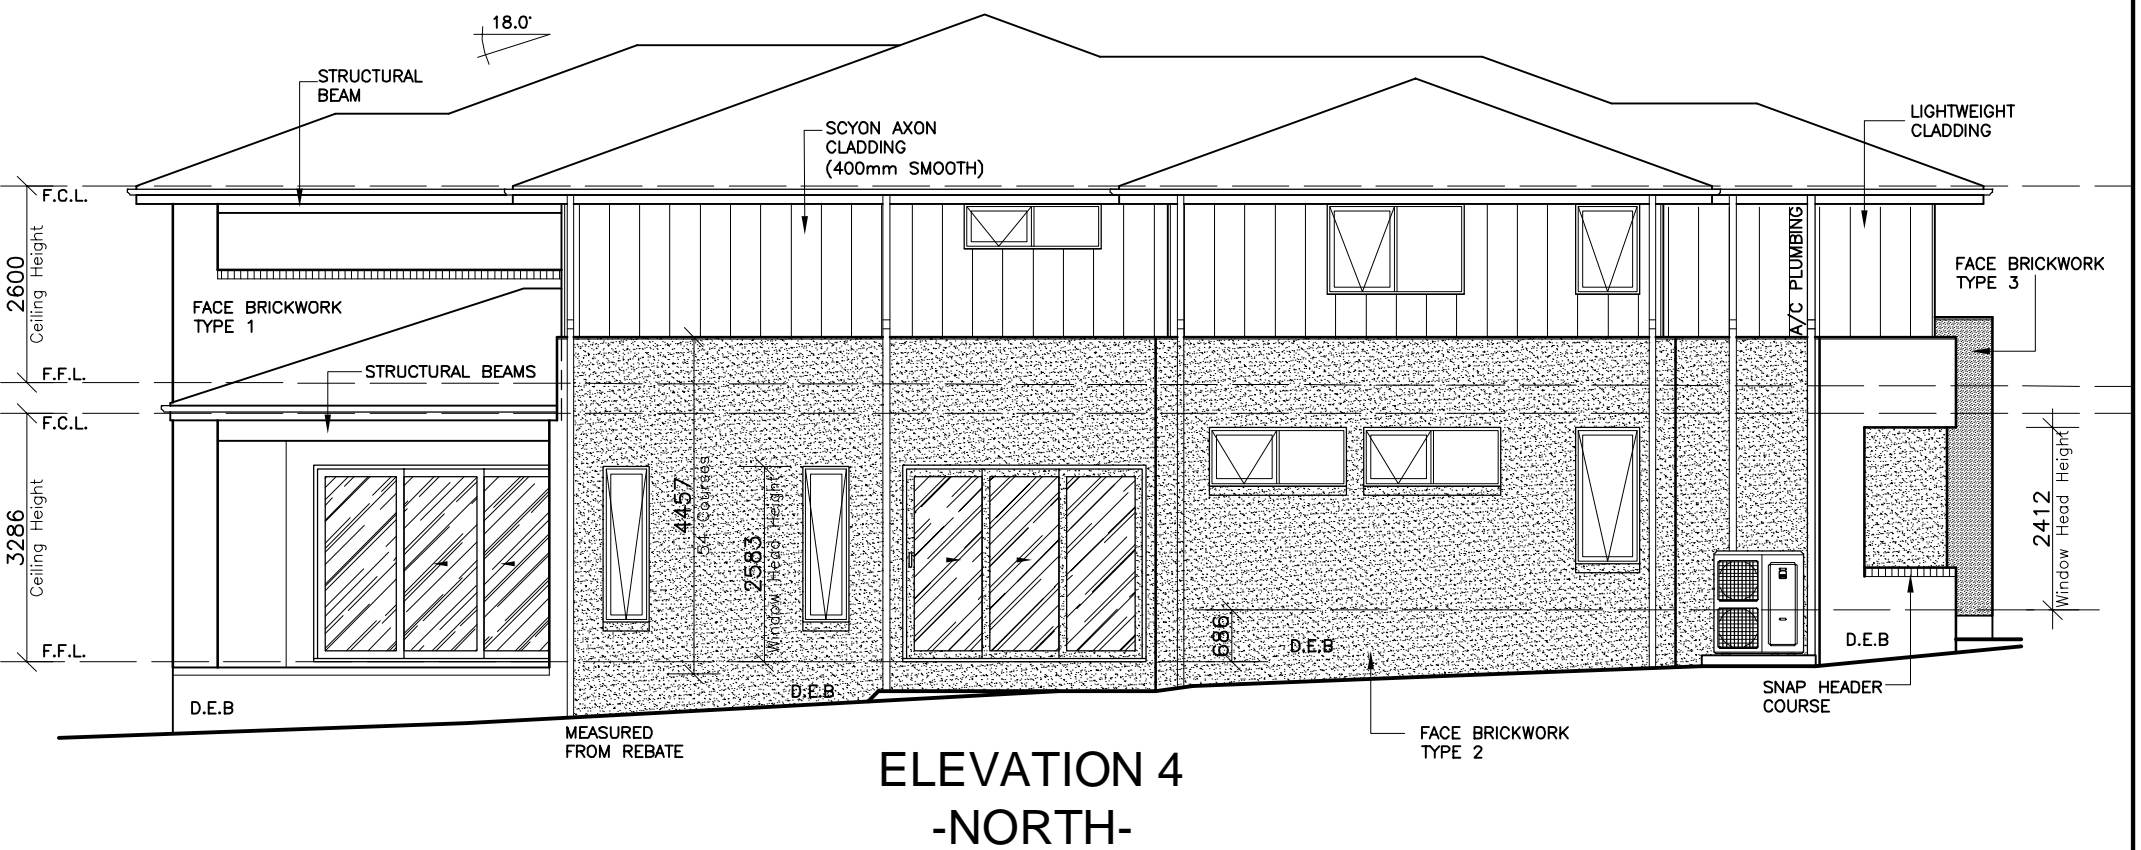 18.0°
STRUCTURAL
BEAM
SCYON AXON
CLADDING
(400mm SMOOTH)
LIGHTWEIGHT
CLADDING
F.C.L.
2600
Ceiling Height
FACE BRICKWORK
TYPE 1
A/C PLUMBING
FACE BRICKWORK
TYPE 3
F.F.L.
STRUCTURAL BEAMS
F.C.L.
3286
Ceiling Height
4457
54 Courses
2583
Window Head Height
2412
Window Head Height
686
F.F.L.
D.E.B
D.E.B
D.E.B
D.E.B
SNAP HEADER
COURSE
MEASURED
FROM REBATE
FACE BRICKWORK
TYPE 2
ELEVATION 4
-NORTH-